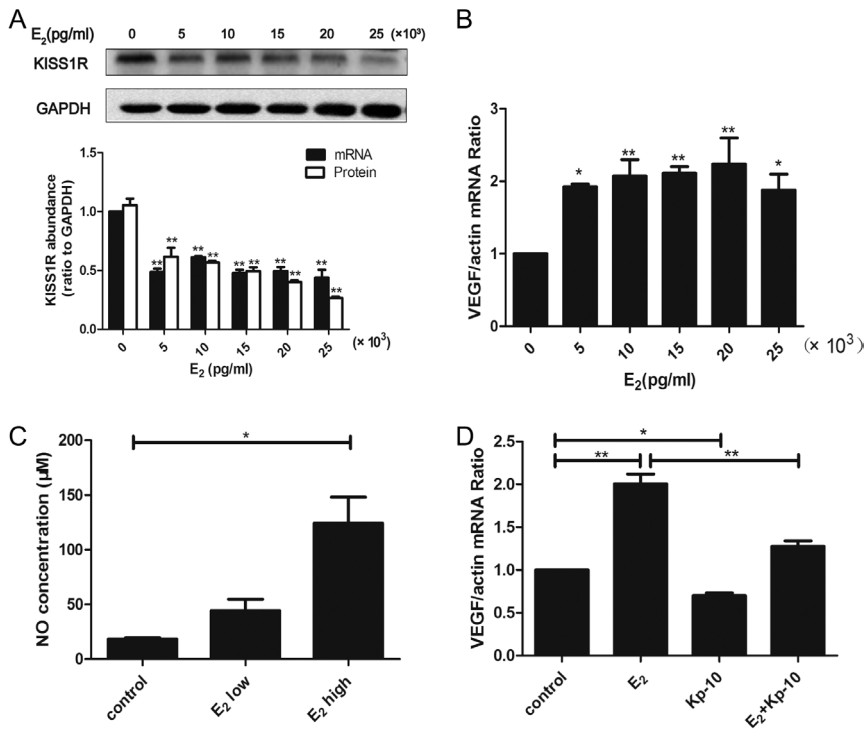 A
E₂(pg/ml) 0 5 10 15 20 25 (×10³)
KISS1R
GAPDH
mRNA
Protein
KISS1R abundance
(ratio to GAPDH)
1.5
1.0
0.5
0.0
** ** ** ** ** ** ** ** ** **
0 5 10 15 20 25 (× 10³)
E₂ (pg/ml)
B
VEGF/actin mRNA Ratio
3
2
1
0
* ** ** ** *
0 5 10 15 20 25 (× 10³)
E₂(pg/ml)
C
NO concentration (μM)
200
150
100
50
0
*
control E₂ low E₂ high
D
VEGF/actin mRNA Ratio
2.5
2.0
1.5
1.0
0.5
0.0
*
** **
control E₂ Kp-10 E₂+Kp-10